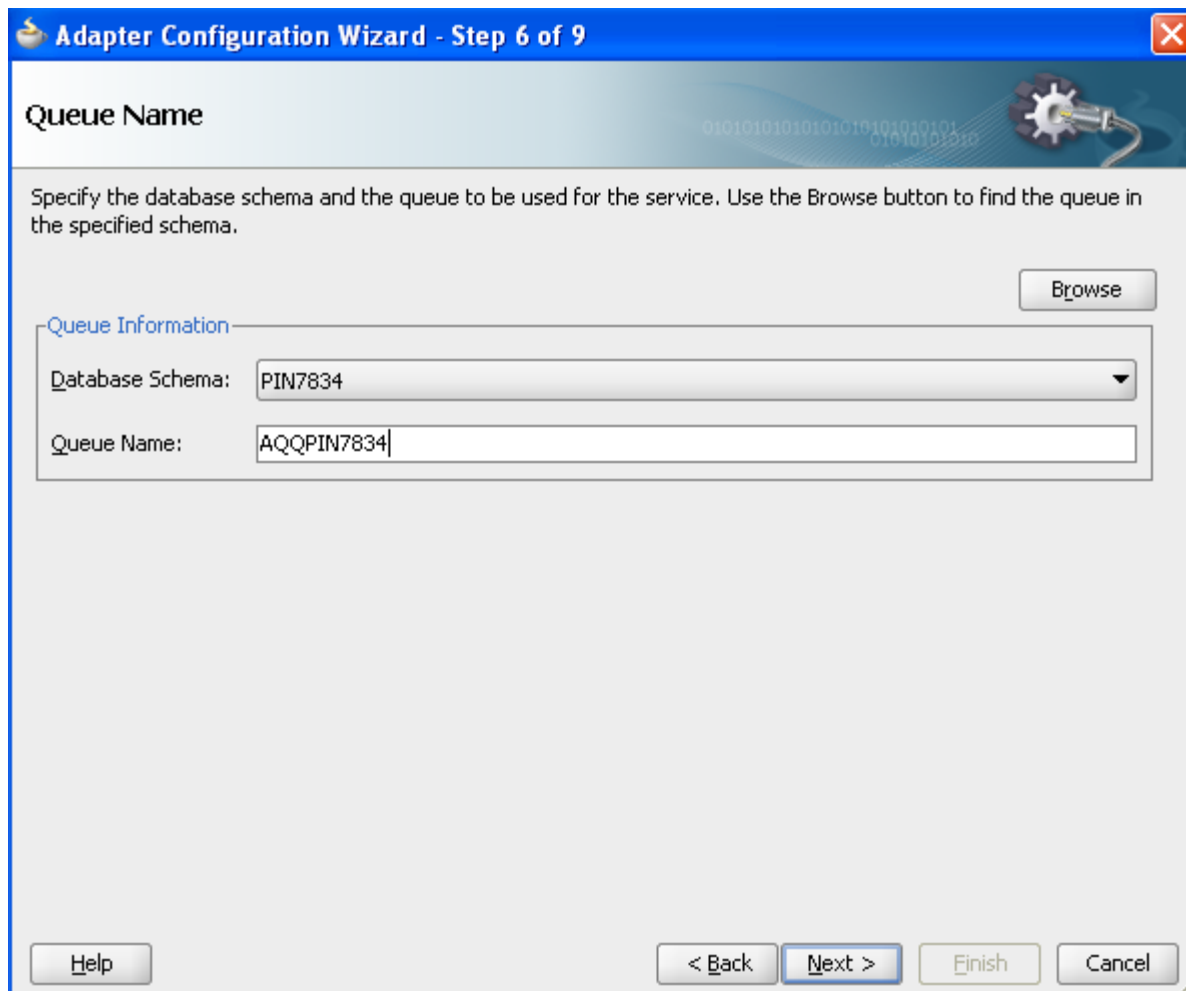 Adapter Configuration Wizard - Step 6 of 9
Queue Name
Specify the database schema and the queue to be used for the service. Use the Browse button to find the queue in
the specified schema.
Browse
Queue Information
Database Schema: PIN7834
Queue Name: AQQPIN7834
Help < Back Next > Finish Cancel